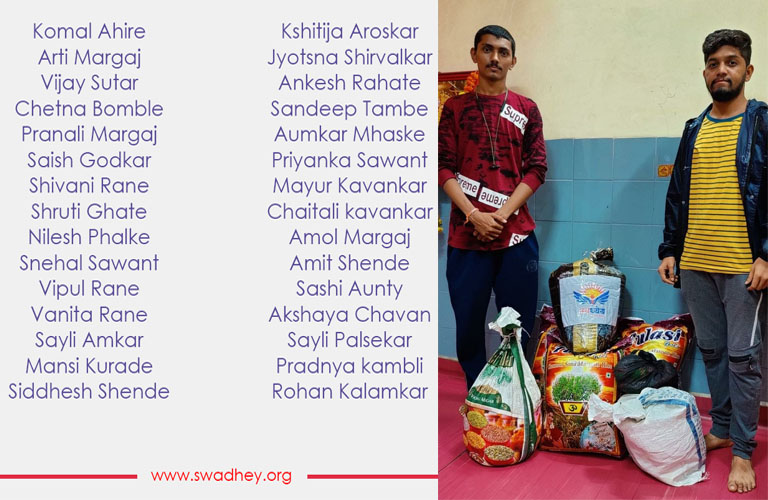 Komal Ahire
Arti Margaj
Vijay Sutar
Chetna Bomble
Pranali Margaj
Saish Godkar
Shivani Rane
Shruti Ghate
Nilesh Phalke
Snehal Sawant
Vipul Rane
Vanita Rane
Sayli Amkar
Mansi Kurade
Siddhesh Shende
Kshitija Aroskar
Jyotsna Shirvalkar
Ankesh Rahate
Sandeep Tambe
Aumkar Mhaske
Priyanka Sawant
Mayur Kavankar
Chaitali kavankar
Amol Margaj
Amit Shende
Sashi Aunty
Akshaya Chavan
Sayli Palsekar
Pradnya kambli
Rohan Kalamkar
www.swadhey.org
Supre
preme